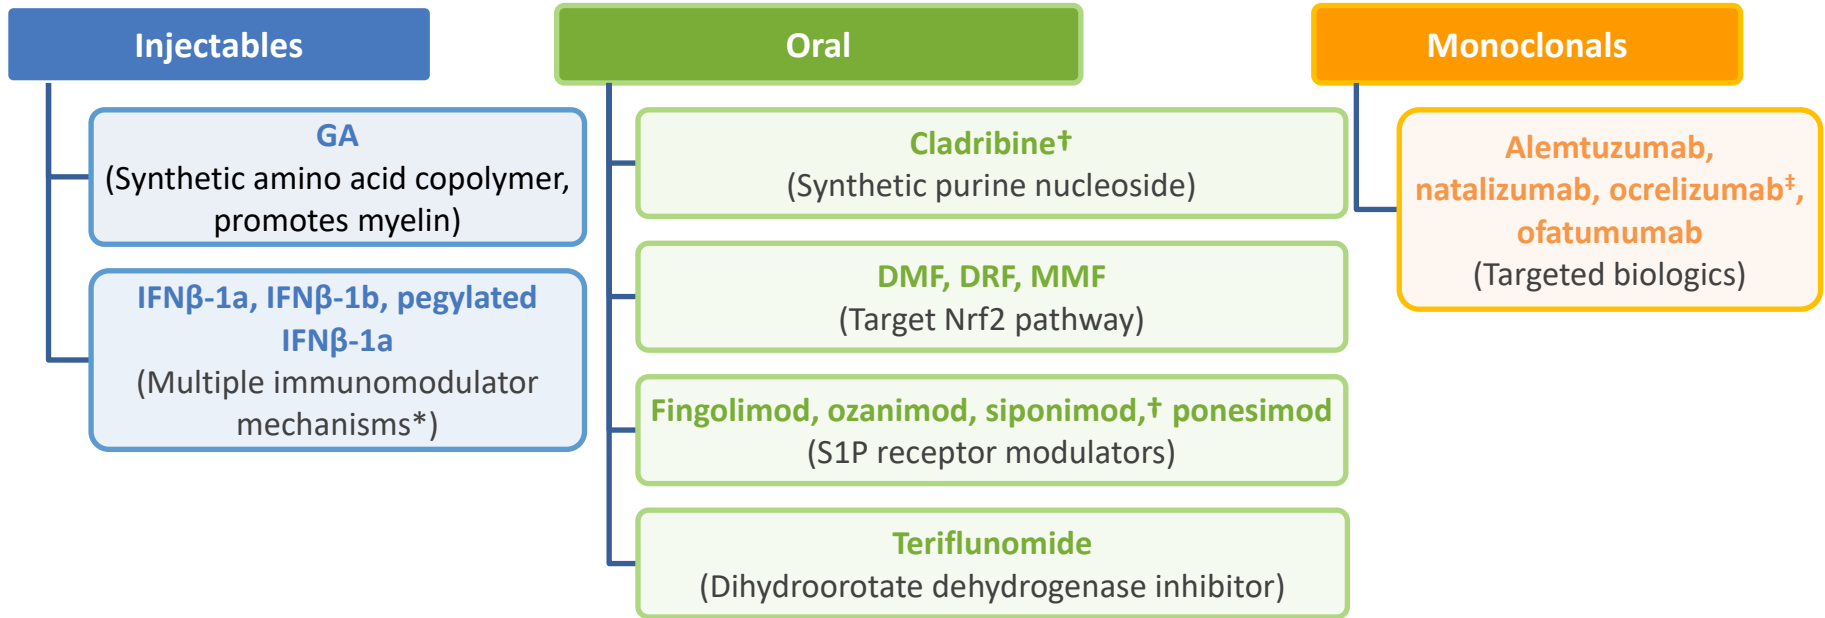 Injectables
GA
(Synthetic amino acid copolymer,
promotes myelin)
IFNβ-1a, IFNβ-1b, pegylated
IFNβ-1a
(Multiple immunomodulator
mechanisms*)
Oral
Cladribine†
(Synthetic purine nucleoside)
DMF, DRF, MMF
(Target Nrf2 pathway)
Fingolimod, ozanimod, siponimod,† ponesimod
(S1P receptor modulators)
Teriflunomide
(Dihydroorotate dehydrogenase inhibitor)
Monoclonals
Alemtuzumab,
natalizumab, ocrelizumab‡,
ofatumumab
(Targeted biologics)